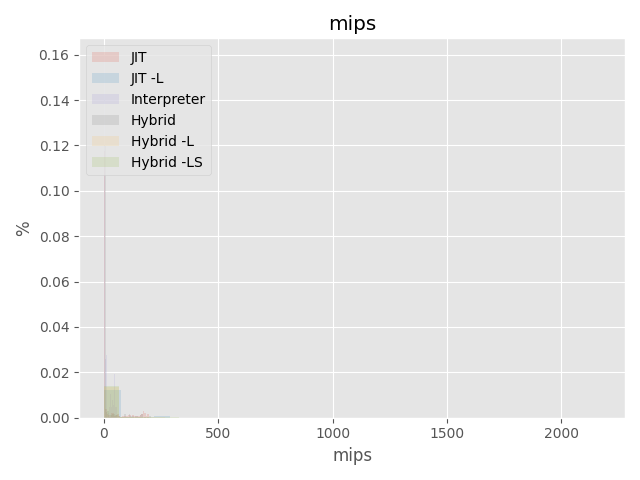 mips
0.16
0.14
0.12
0.10
0.08
0.06
0.04
0.02
0.00
%
JIT
JIT -L
Interpreter
Hybrid
Hybrid -L
Hybrid -LS
0
500
1000
1500
2000
mips